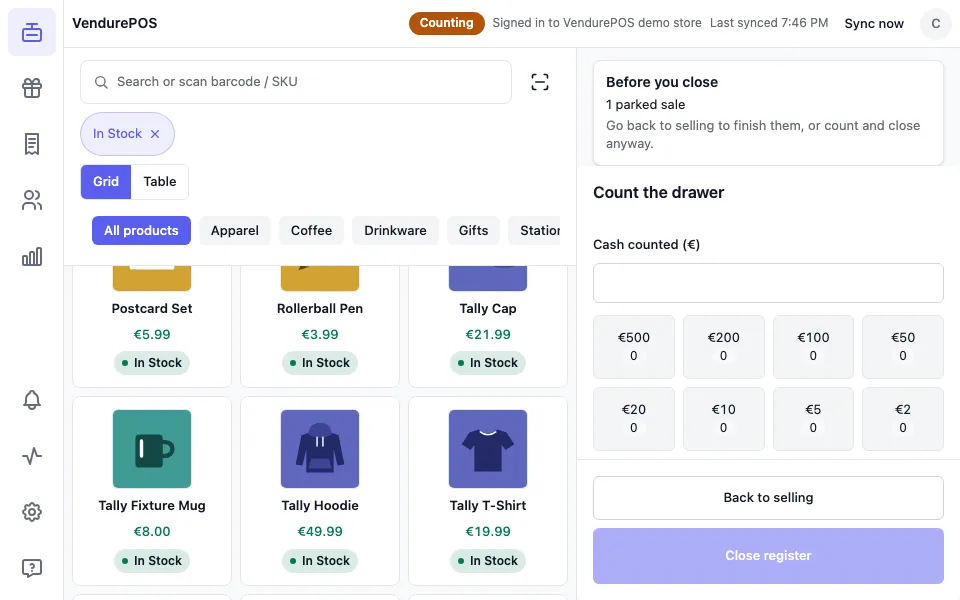 VendurePOS
Counting
Signed in to VendurePOS demo store
Last synced 7:46 PM
Sync now
C
Search or scan barcode / SKU
In Stock
Grid
Table
All products
Apparel
Coffee
Drinkware
Gifts
Postcard Set
€5.99
In Stock
Rollerball Pen
€3.99
In Stock
Tally Cap
€21.99
In Stock
Tally Fixture Mug
€8.00
In Stock
Tally Hoodie
€49.99
In Stock
Tally T-Shirt
€19.99
In Stock
Before you close
1 parked sale
Go back to selling to finish them, or count and close
anyway.
Count the drawer
Cash counted (€)
€500
0
€200
0
€100
0
€50
0
€20
0
€10
0
€5
0
€2
0
Back to selling
Close register